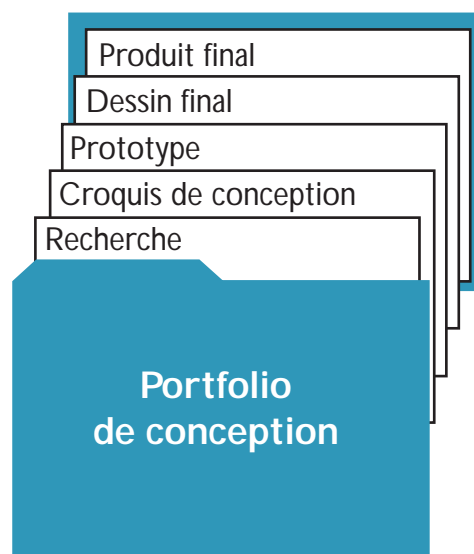 Produit final
Dessin final
Prototype
Croquis de conception
Recherche
Portfolio
de conception